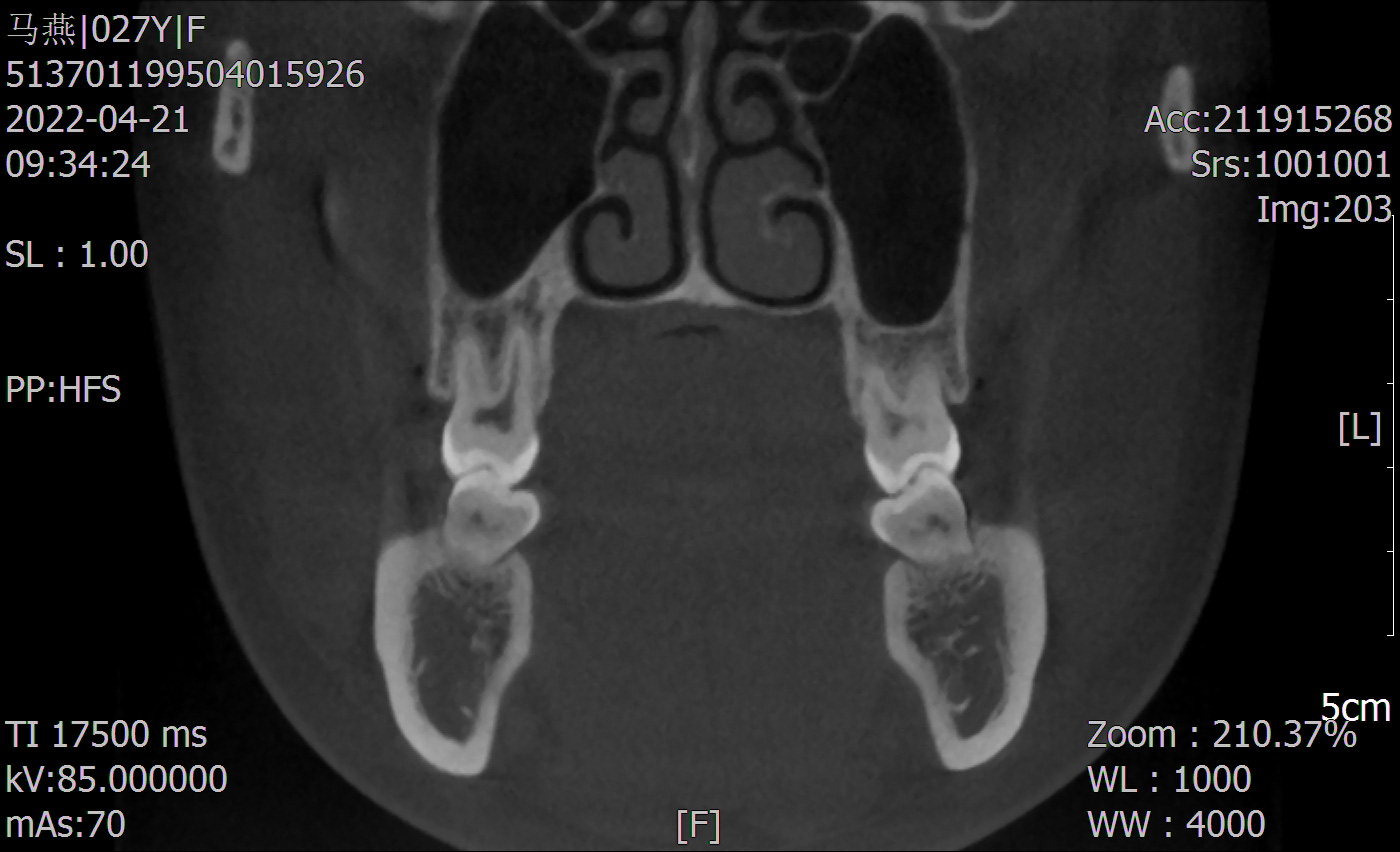 马燕|027Y|F
513701199504015926
2022-04-21
09:34:24
Acc:211915268
Srs:1001001
Img:203
SL : 1.00
PP:HFS
[L]
5cm
TI 17500 ms
kV:85.000000
mAs:70
[F]
Zoom : 210.37%
WL : 1000
WW : 4000